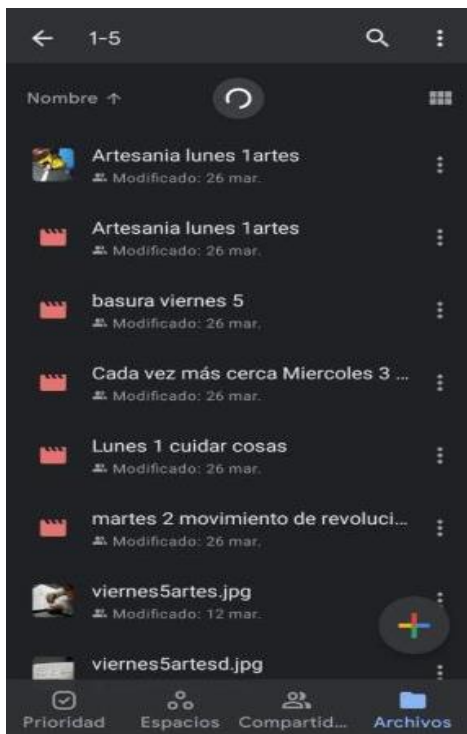 1-5
Nombre ↑
Artesania lunes 1artes
Modificado: 26 mar.
Artesania lunes 1artes
Modificado: 26 mar.
basura viernes 5
Modificado: 26 mar.
Cada vez más cerca Miercoles 3 ...
Modificado: 26 mar.
Lunes 1 cuidar cosas
Modificado: 26 mar.
martes 2 movimiento de revoluci...
Modificado: 26 mar.
viernes5artes.jpg
Modificado: 12 mar.
viernes5artesd.jpg
Prioridad Espacios Compartid... Archivos